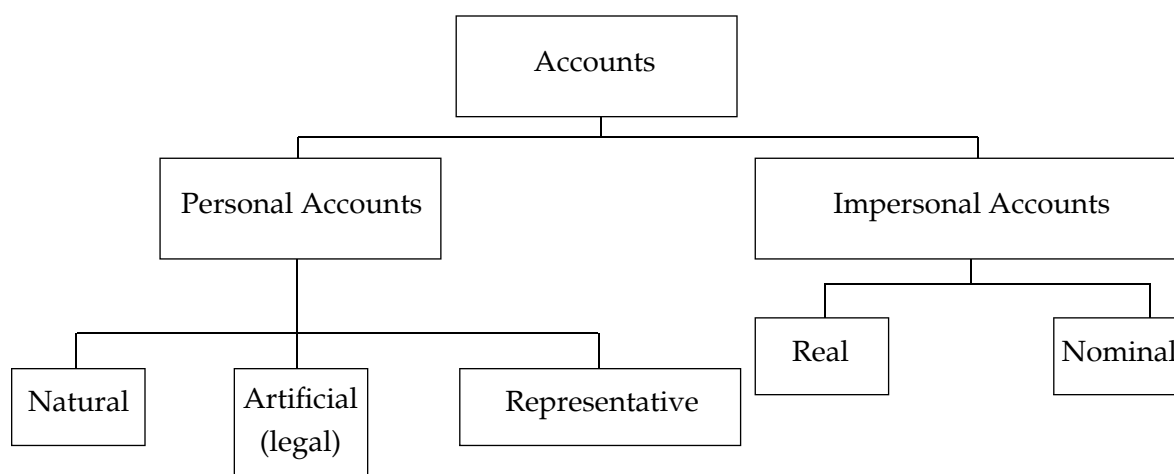 Accounts
Personal Accounts
Impersonal Accounts
Real
Nominal
Natural
Artificial
(legal)
Representative